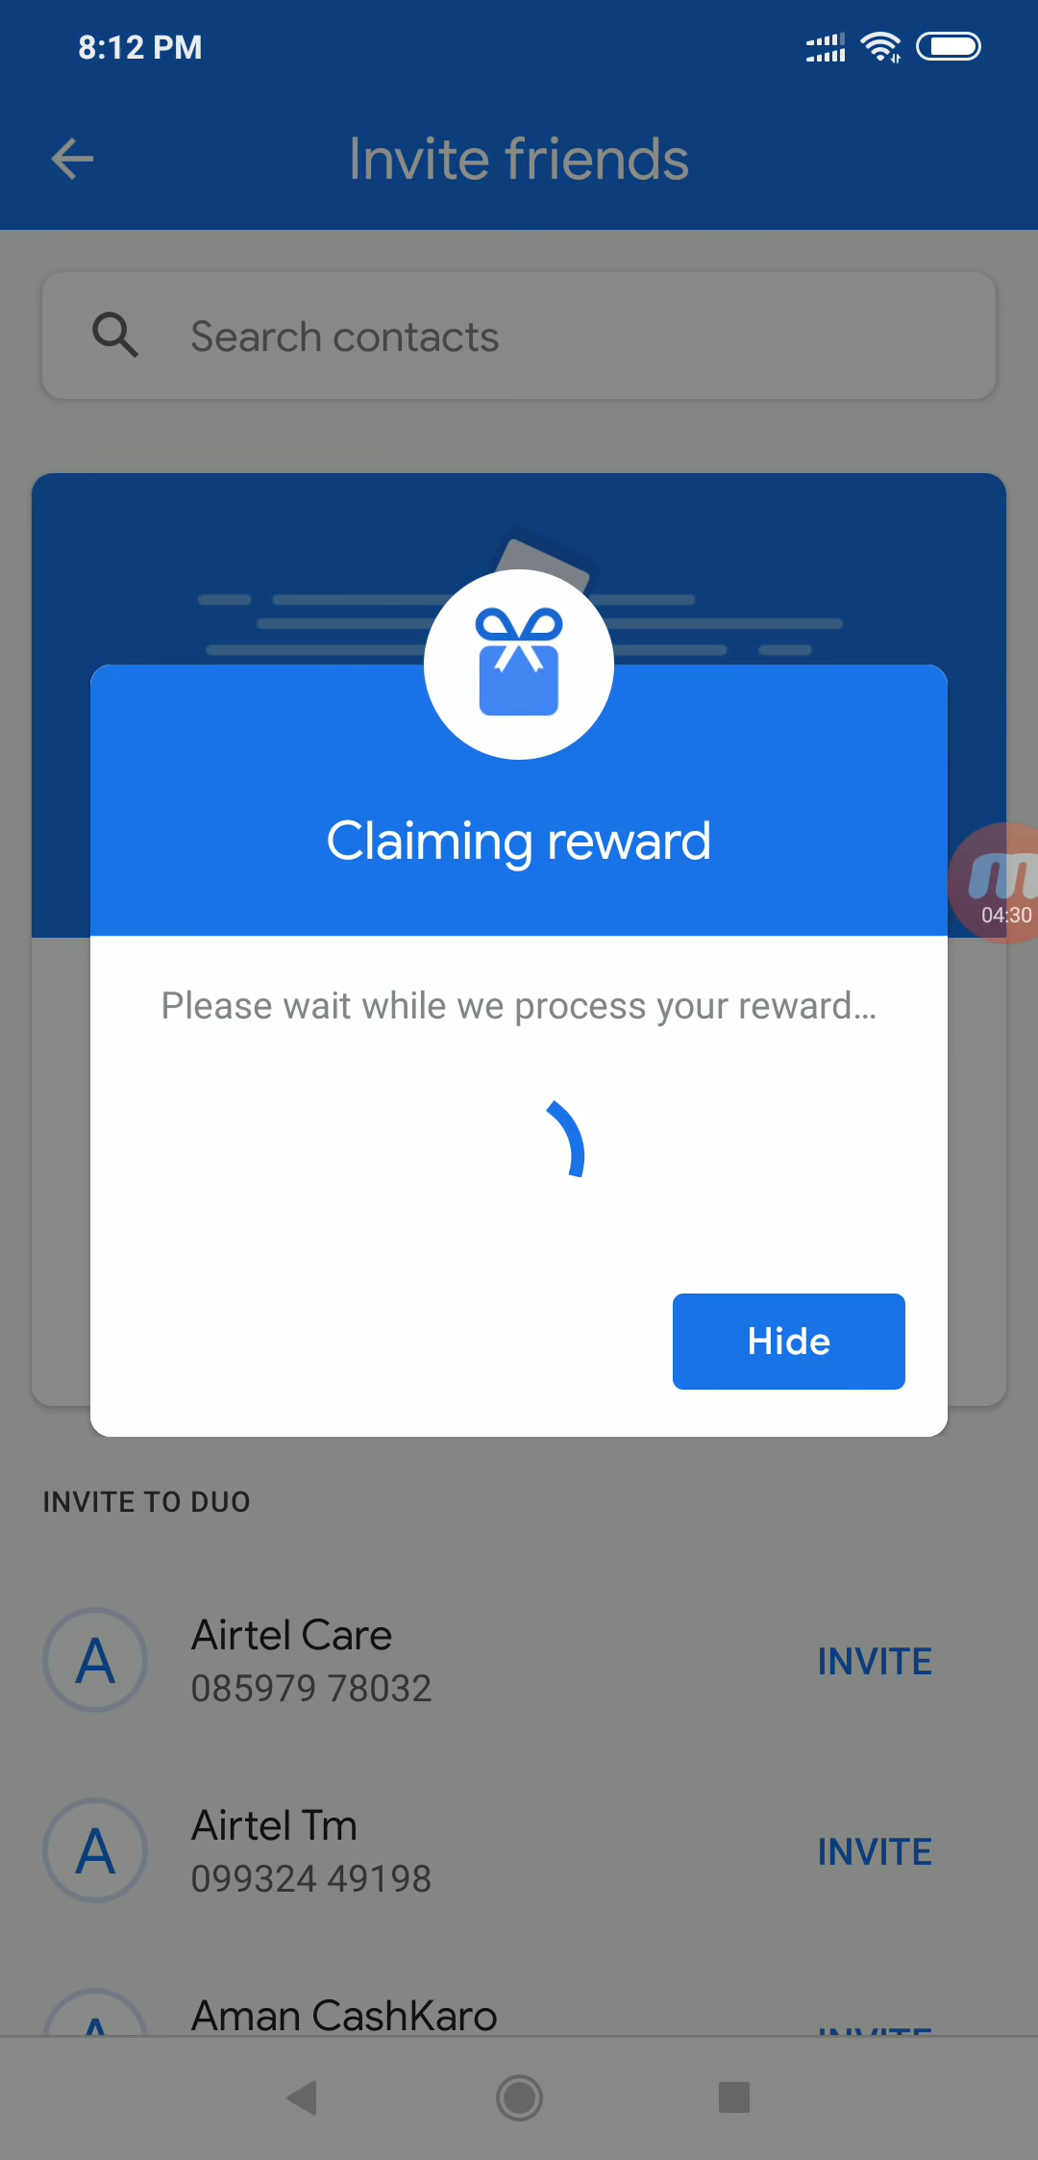 8:12 PM
Invite friends
Search contacts
Claiming reward
04:30
Please wait while we process your reward...
Hide
INVITE TO DUO
A
Airtel Care
085979 78032
INVITE
A
Airtel Tm
099324 49198
INVITE
A
Aman CashKaro
INVITE